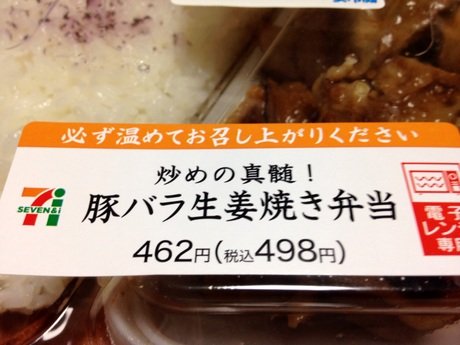 必ず温めてお召し上がりください
炒めの真髄！
SEVEN&i
豚バラ生姜焼き弁当
462円(税込498円)
電子
レンジ
専用